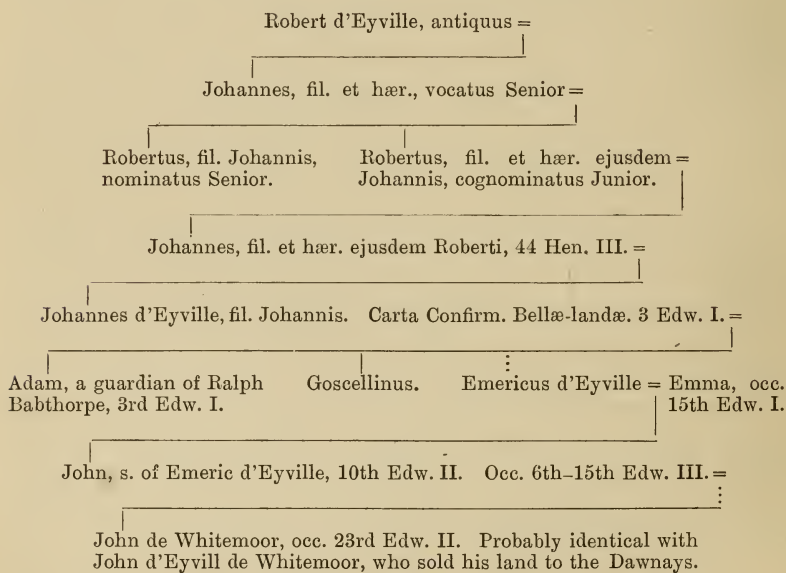 Robert d'Eyville, antiquus =
Johannes, fil. et hær., vocatus Senior =
Robertus, fil. Johannis,
nominatus Senior.
Robertus, fil. et hær. ejusdem =
Johannis, cognominatus Junior.
Johannes, fil. et hær. ejusdem Roberti, 44 Hen. III. =
Johannes d'Eyville, fil. Johannis. Carta Confirm. Bellæ-landæ. 3 Edw. I. =
Adam, a guardian of Ralph
Babthorpe, 3rd Edw. I.
Goscellinus.
Emericus d'Eyville = Emma, occ.
15th Edw. I.
John, s. of Emeric d'Eyville, 10th Edw. II. Occ. 6th–15th Edw. III. =
John de Whitemoor, occ. 23rd Edw. II. Probably identical with
John d'Eyvill de Whitemoor, who sold his land to the Dawnays.